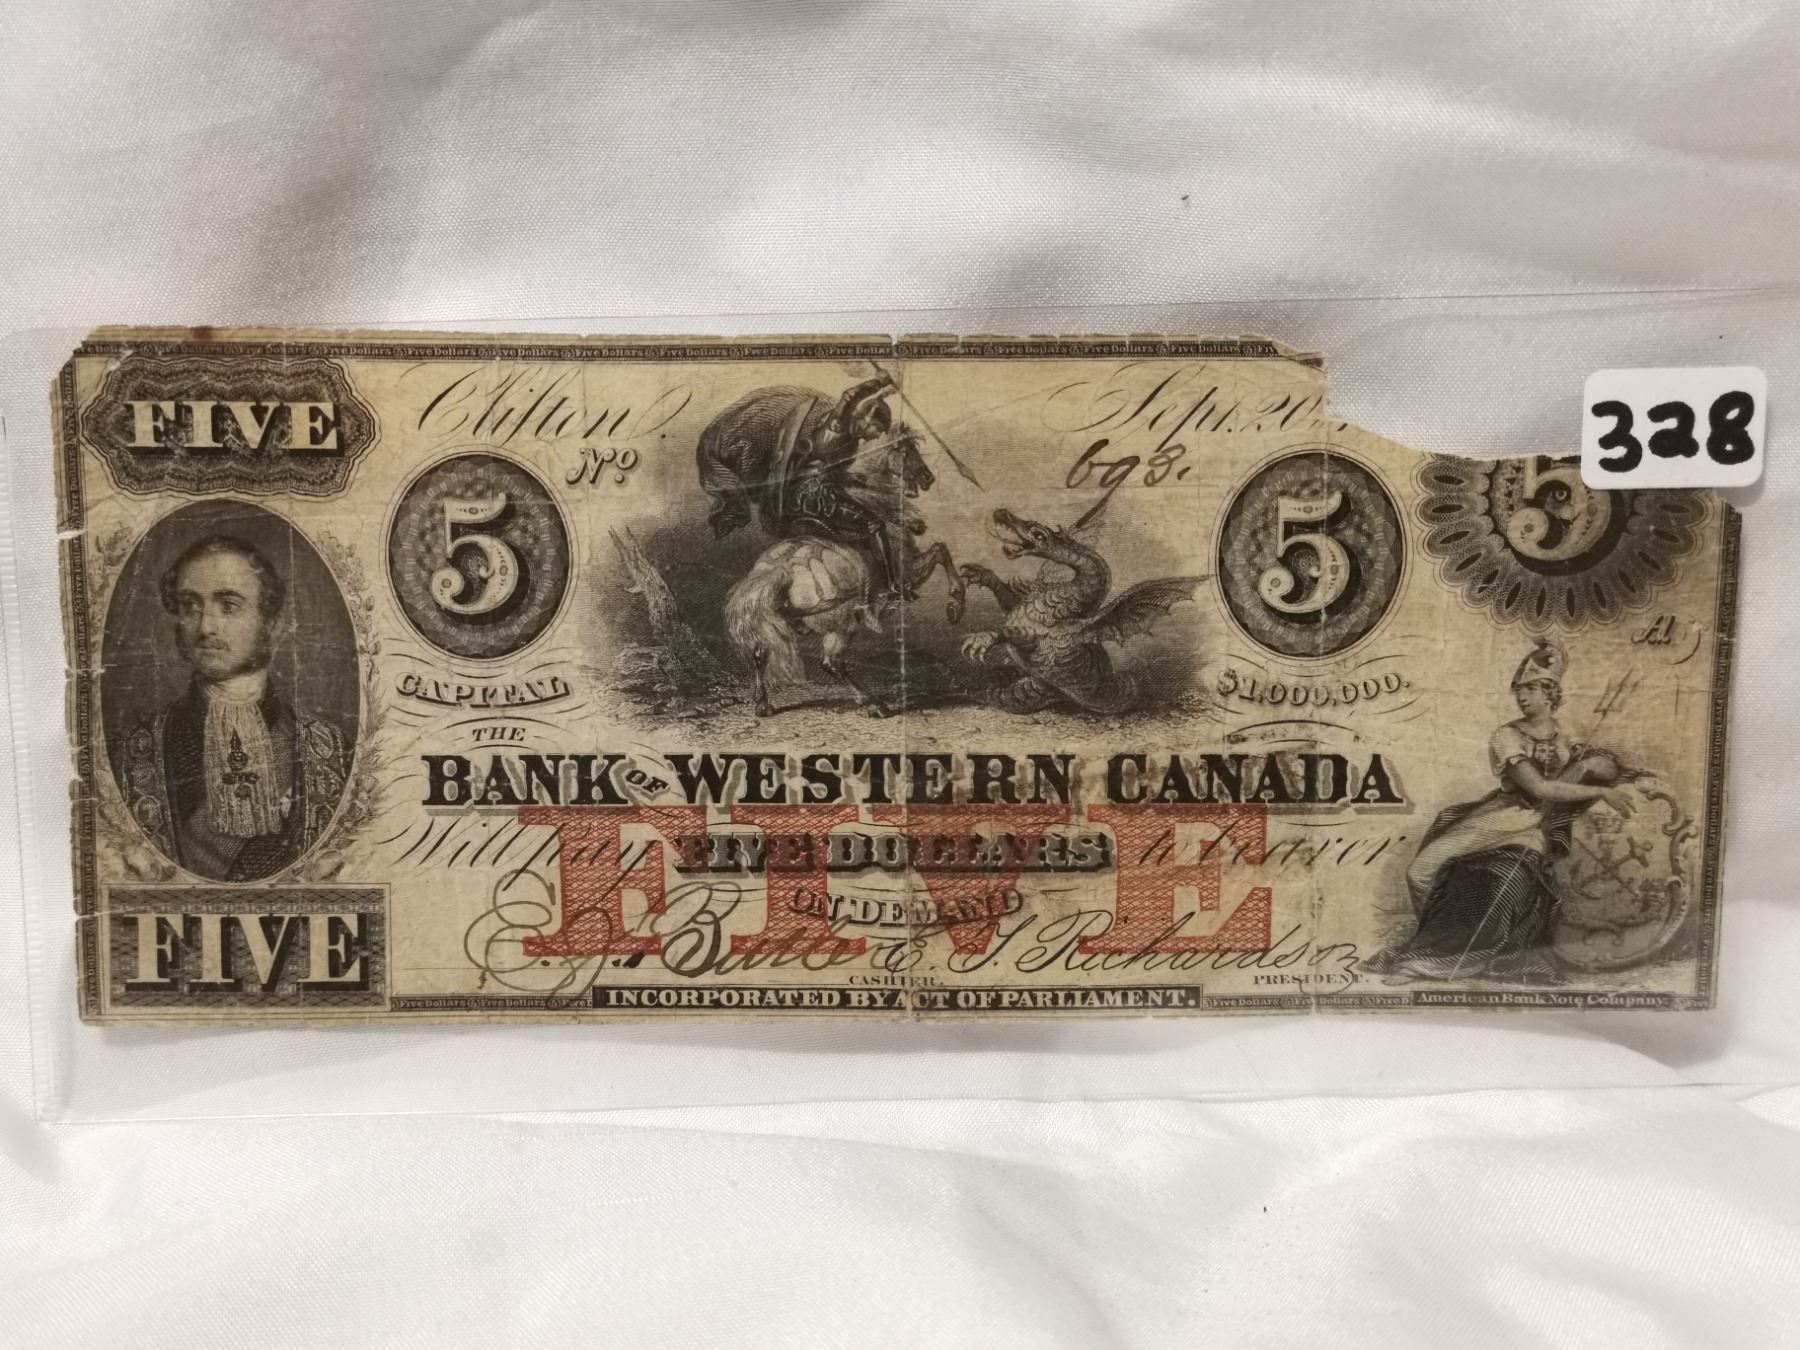 328
FIVE
Clifton
Sept. 20
No 693.
5 5 5
A1
CAPITAL $1,000,000.
THE
BANK OF WESTERN CANADA
Will pay FIVE DOLLARS to bearer
FIVE
ON DEMAND
FIVE
E. T. Richardson
CASHIER. PRESIDENT.
INCORPORATED BY ACT OF PARLIAMENT.
American Bank Note Company.